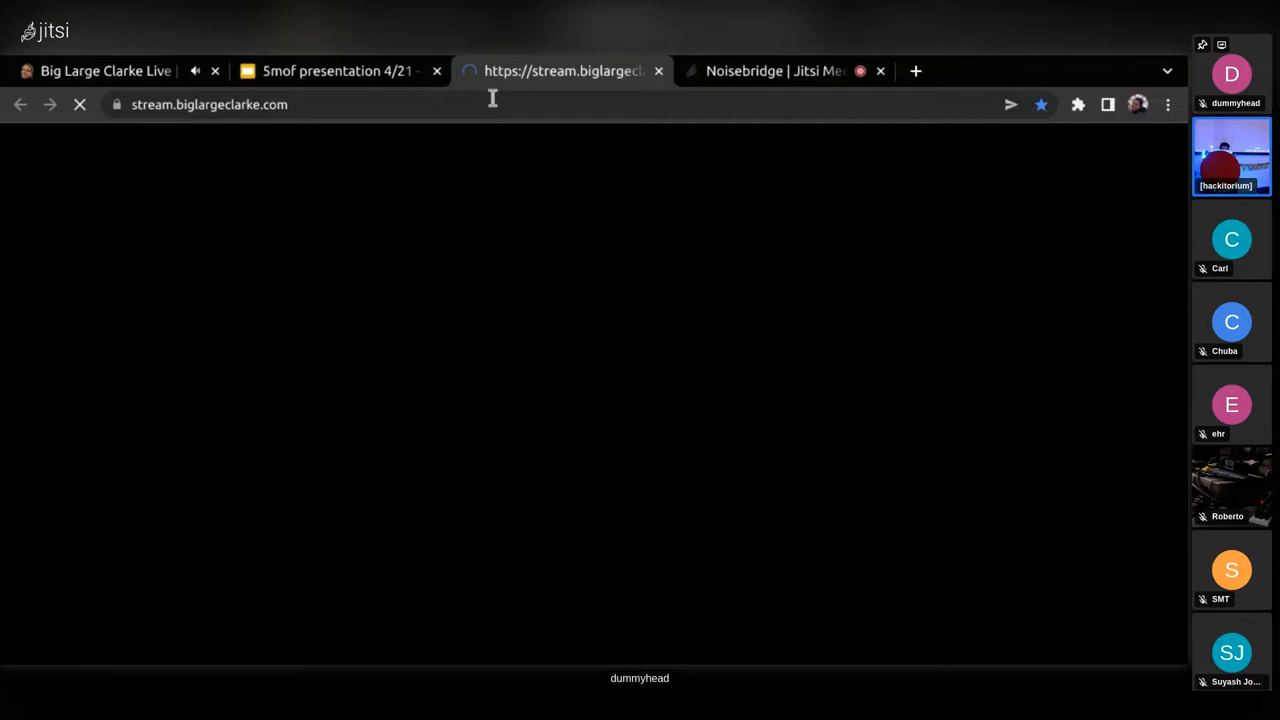 jitsi
Big Large Clarke Live
5mof presentation 4/21 -
https://stream.biglargecl
Noisebridge | Jitsi Me
stream.biglargeclarke.com
D
dummyhead
[hackitorium]
C
Carl
C
Chuba
E
ehr
Roberto
S
SMT
SJ
Suyash Jo...
dummyhead